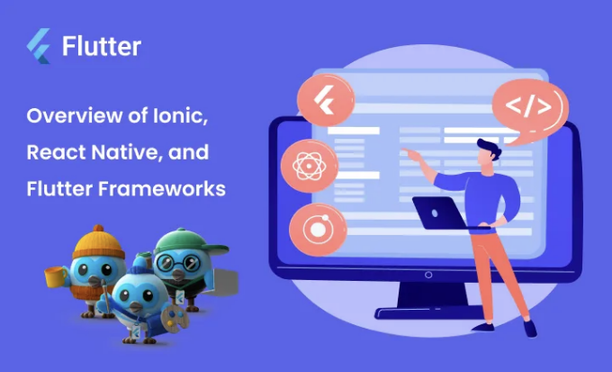 Flutter
Overview of Ionic,
React Native, and
Flutter Frameworks
</>